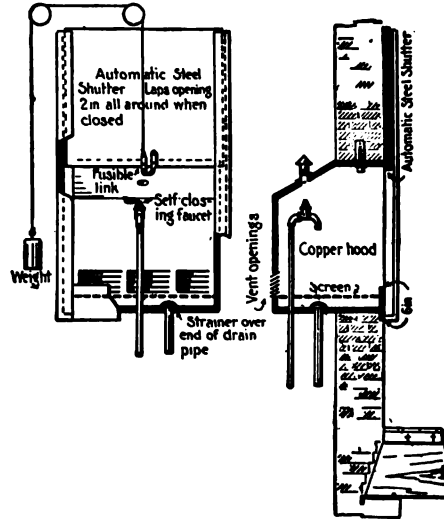 Automatic Steel
Shutter Laps opening
2 in all around when
closed
Fusible
link
Self clos-
ing faucet
Weight
Strainer over
end of drain
pipe
Automatic Steel Shutter
Copper hood
Vent openings
Screen
6in